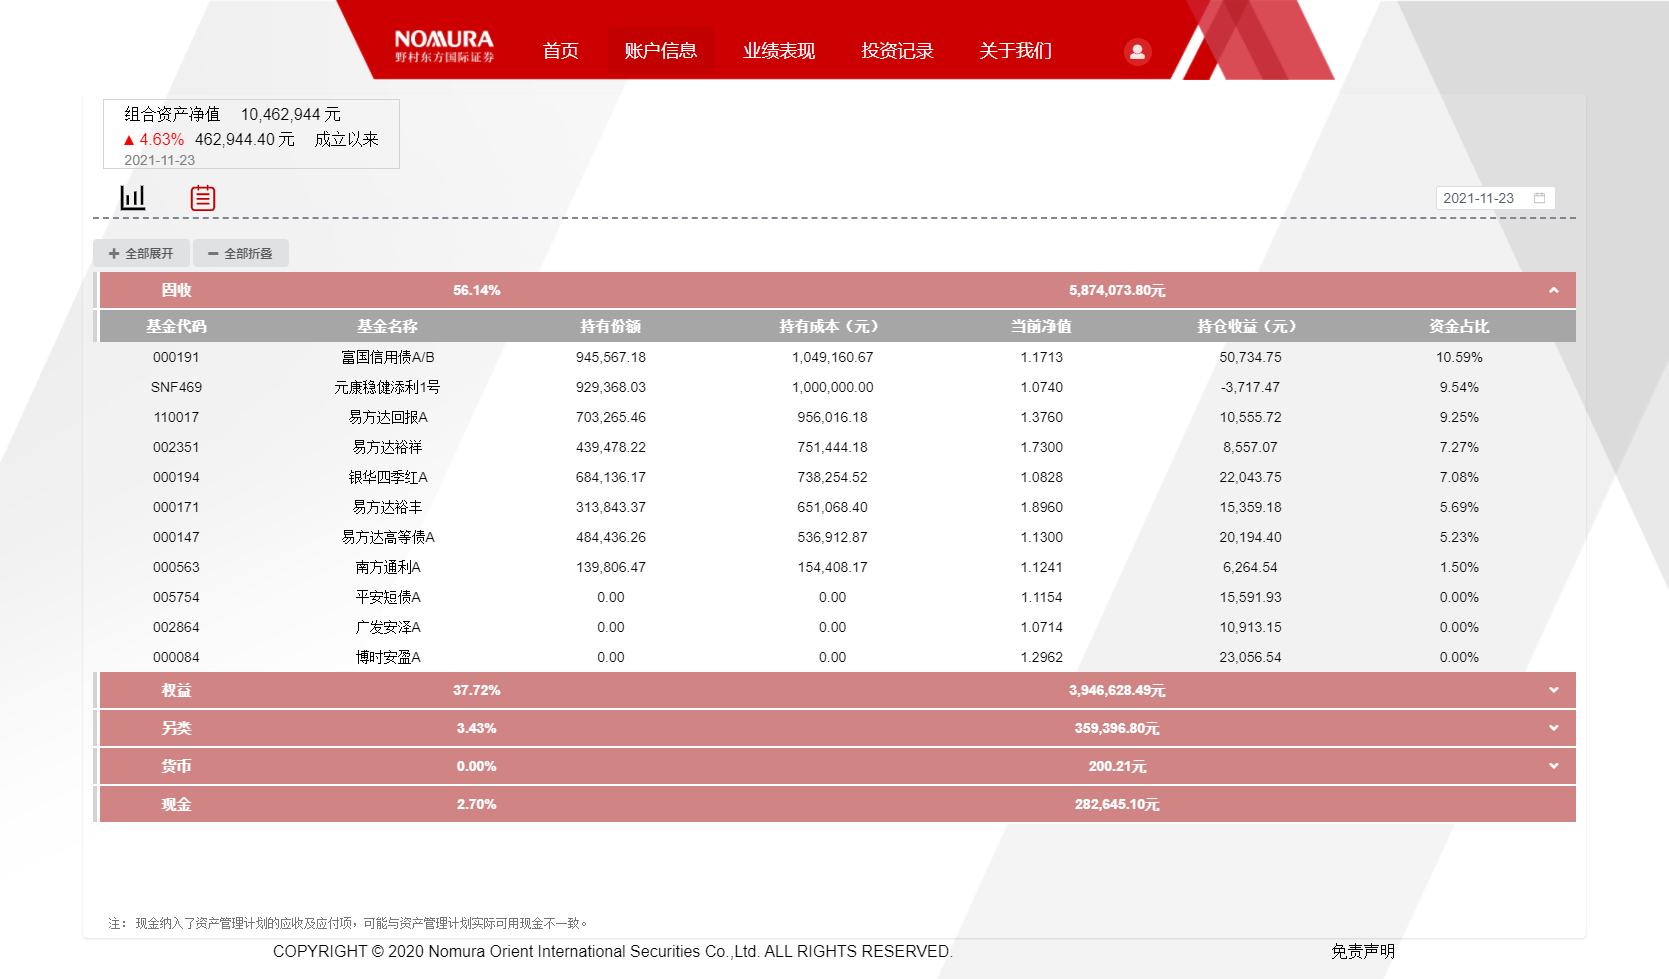 NOMURA
野村东方国际证券
首页 账户信息 业绩表现 投资记录 关于我们
组合资产净值 10,462,944 元
▲ 4.63% 462,944.40 元 成立以来
2021-11-23
2021-11-23
+ 全部展开 − 全部折叠
固收 56.14% 5,874,073.80元
基金代码 基金名称 持有份额 持有成本（元） 当前净值 持仓收益（元） 资金占比
000191 富国信用债A/B 945,567.18 1,049,160.67 1.1713 50,734.75 10.59%
SNF469 元康稳健添利1号 929,368.03 1,000,000.00 1.0740 -3,717.47 9.54%
110017 易方达回报A 703,265.46 956,016.18 1.3760 10,555.72 9.25%
002351 易方达裕祥 439,478.22 751,444.18 1.7300 8,557.07 7.27%
000194 银华四季红A 684,136.17 738,254.52 1.0828 22,043.75 7.08%
000171 易方达裕丰 313,843.37 651,068.40 1.8960 15,359.18 5.69%
000147 易方达高等债A 484,436.26 536,912.87 1.1300 20,194.40 5.23%
000563 南方通利A 139,806.47 154,408.17 1.1241 6,264.54 1.50%
005754 平安短债A 0.00 0.00 1.1154 15,591.93 0.00%
002864 广发安泽A 0.00 0.00 1.0714 10,913.15 0.00%
000084 博时安盈A 0.00 0.00 1.2962 23,056.54 0.00%
权益 37.72% 3,946,628.49元
另类 3.43% 359,396.80元
货币 0.00% 200.21元
现金 2.70% 282,645.10元
注： 现金纳入了资产管理计划的应收及应付项，可能与资产管理计划实际可用现金不一致。
COPYRIGHT © 2020 Nomura Orient International Securities Co.,Ltd. ALL RIGHTS RESERVED. 免责声明